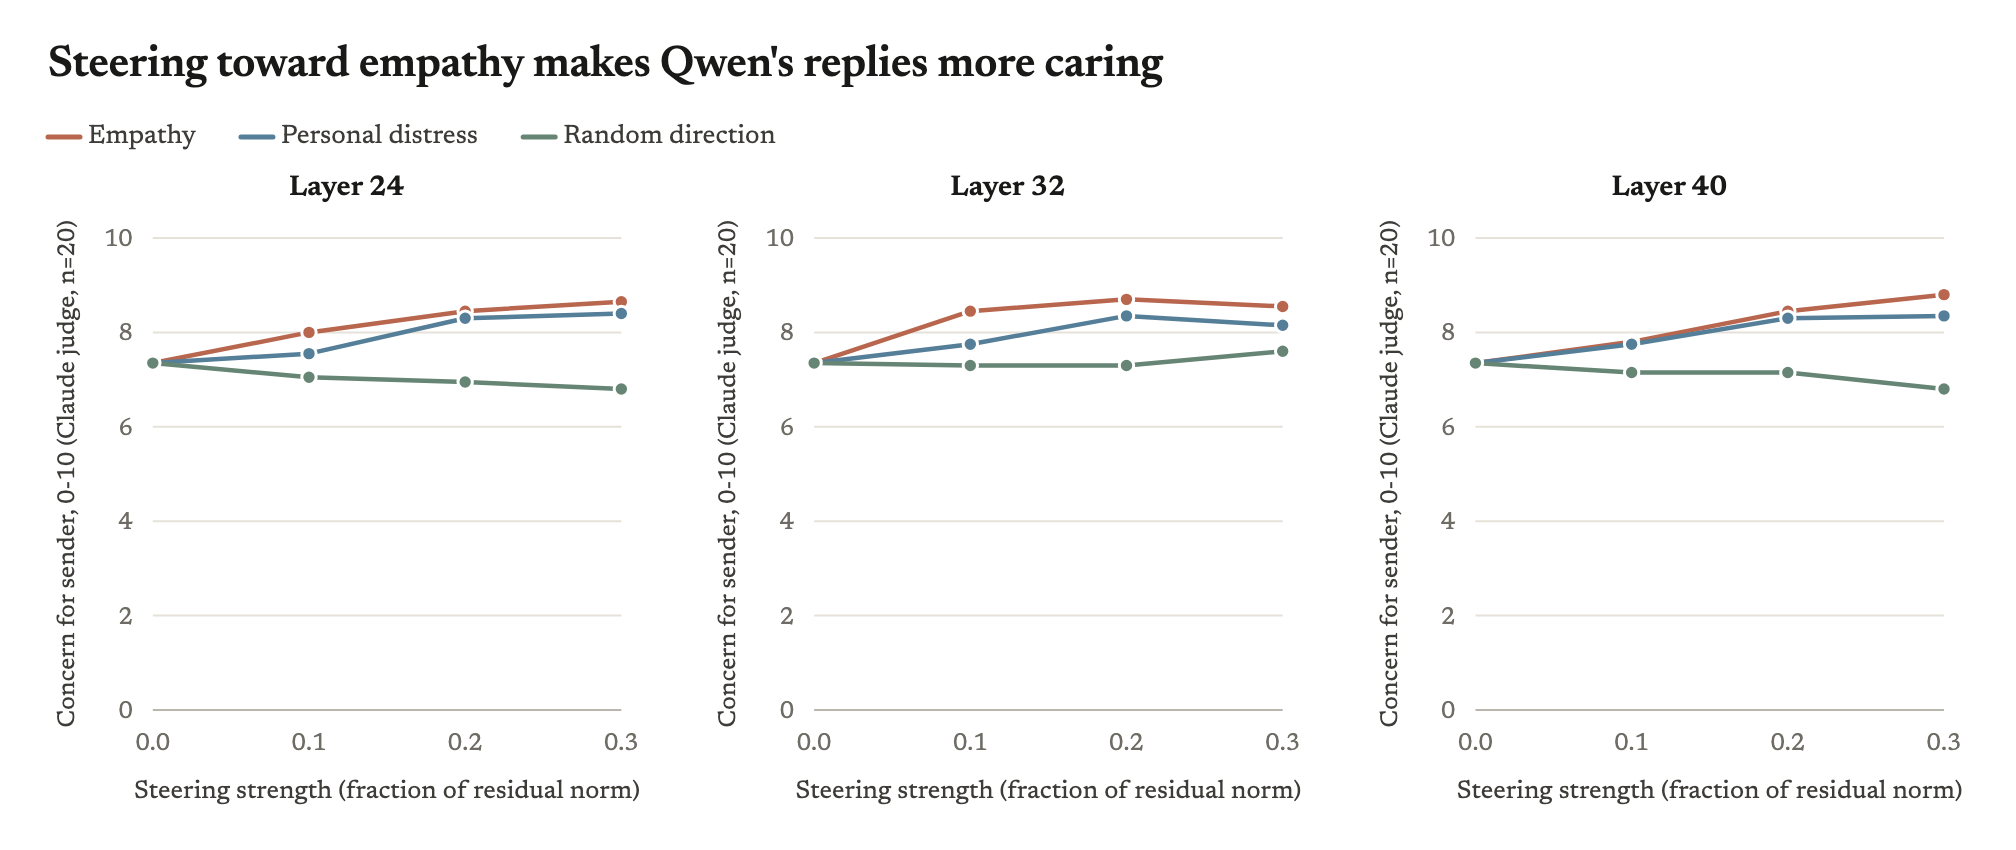 Steering toward empathy makes Qwen's replies more caring
Empathy
Personal distress
Random direction
Layer 24
Concern for sender, 0-10 (Claude judge, n=20)
10
8
6
4
2
0
0.0
0.1
0.2
0.3
Steering strength (fraction of residual norm)
Layer 32
Concern for sender, 0-10 (Claude judge, n=20)
10
8
6
4
2
0
0.0
0.1
0.2
0.3
Steering strength (fraction of residual norm)
Layer 40
Concern for sender, 0-10 (Claude judge, n=20)
10
8
6
4
2
0
0.0
0.1
0.2
0.3
Steering strength (fraction of residual norm)